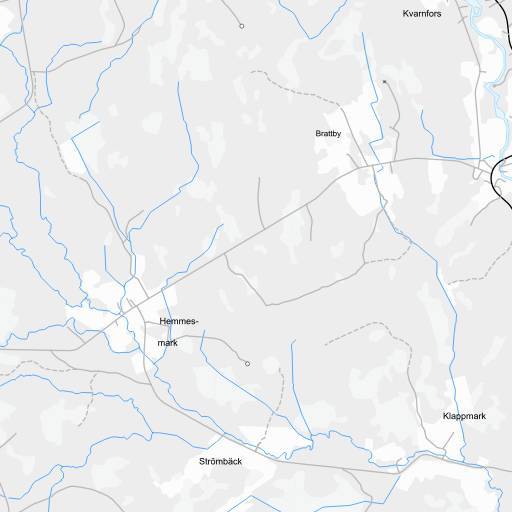 Kvarnfors
Brattby
Hemmes-
mark
Klappmark
Strömbäck